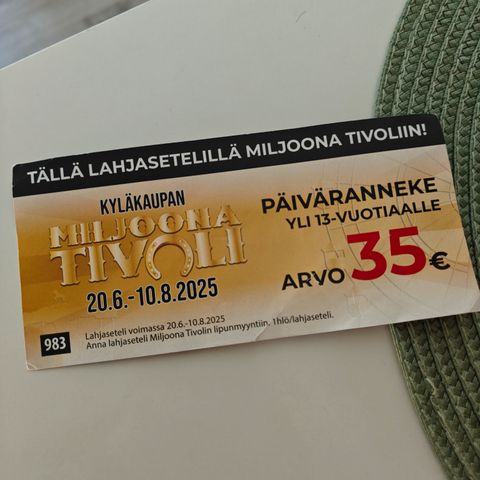 TÄLLÄ LAHJASETELILLÄ MILJOONA TIVOLIIN!
KYLÄKAUPAN
MILJOONA
TIVOLI
20.6.-10.8.2025
PÄIVÄRANNEKE
YLI 13-VUOTIAALLE
ARVO 35€
983
Lahjaseteli voimassa 20.6.-10.8.2025
Anna lahjaseteli Miljoona Tivolin lipunmyyntiin. 1hlö/lahjaseteli.